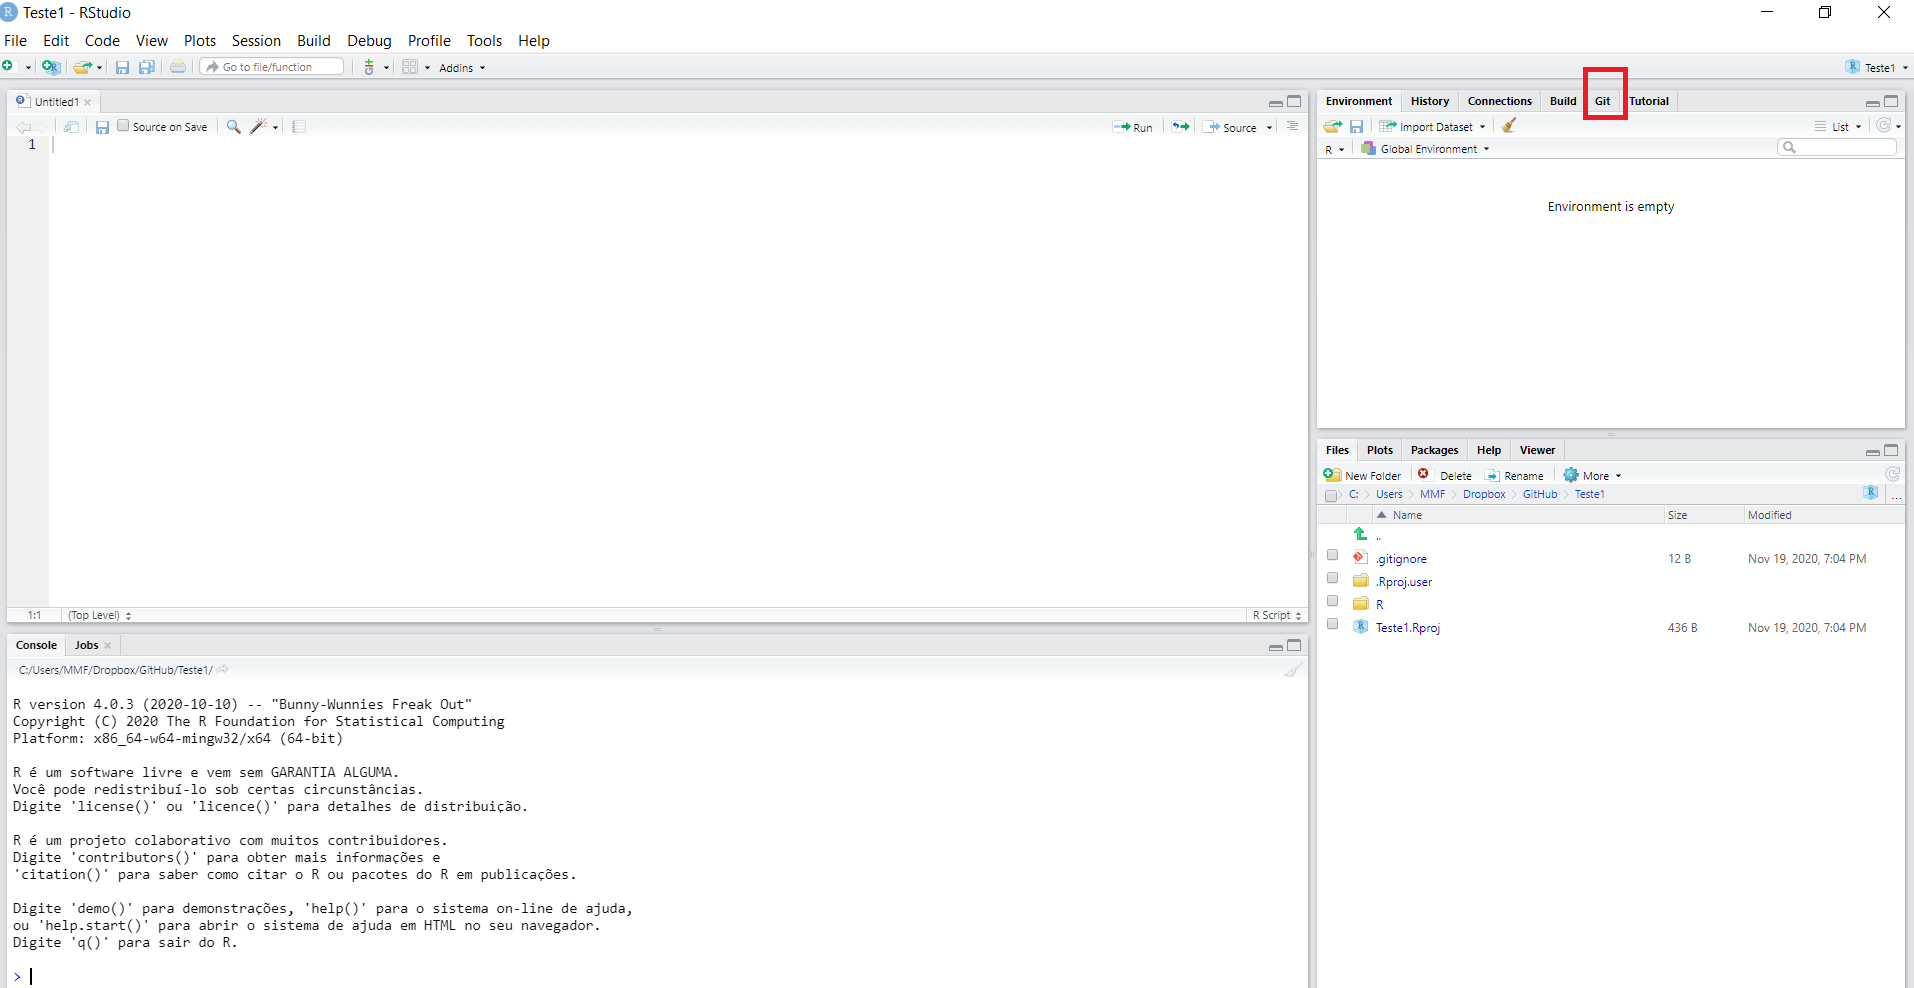 Teste1 - RStudio
File Edit Code View Plots Session Build Debug Profile Tools Help
Go to file/function Addins Teste1
Untitled1
Source on Save Run Source
1
1:1 (Top Level) R Script
Console Jobs
C:/Users/MMF/Dropbox/GitHub/Teste1/
R version 4.0.3 (2020-10-10) -- "Bunny-Wunnies Freak Out"
Copyright (C) 2020 The R Foundation for Statistical Computing
Platform: x86_64-w64-mingw32/x64 (64-bit)
R é um software livre e vem sem GARANTIA ALGUMA.
Você pode redistribuí-lo sob certas circunstâncias.
Digite 'license()' ou 'licence()' para detalhes de distribuição.
R é um projeto colaborativo com muitos contribuidores.
Digite 'contributors()' para obter mais informações e
'citation()' para saber como citar o R ou pacotes do R em publicações.
Digite 'demo()' para demonstrações, 'help()' para o sistema on-line de ajuda,
ou 'help.start()' para abrir o sistema de ajuda em HTML no seu navegador.
Digite 'q()' para sair do R.
>
Environment History Connections Build Git Tutorial
Import Dataset List
R Global Environment
Environment is empty
Files Plots Packages Help Viewer
New Folder Delete Rename More
C: Users MMF Dropbox GitHub Teste1 ...
Name Size Modified
..
.gitignore 12 B Nov 19, 2020, 7:04 PM
.Rproj.user
R
Teste1.Rproj 436 B Nov 19, 2020, 7:04 PM